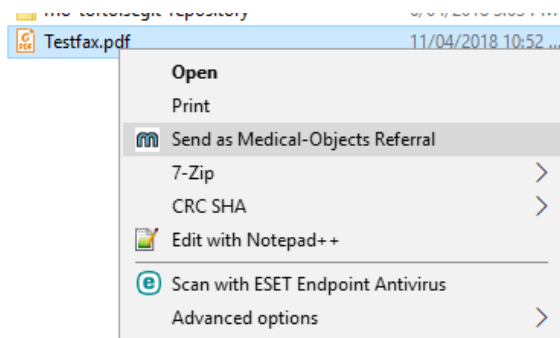 Testfax.pdf 11/04/2018 10:52 ...
Open
Print
Send as Medical-Objects Referral
7-Zip
CRC SHA
Edit with Notepad++
Scan with ESET Endpoint Antivirus
Advanced options